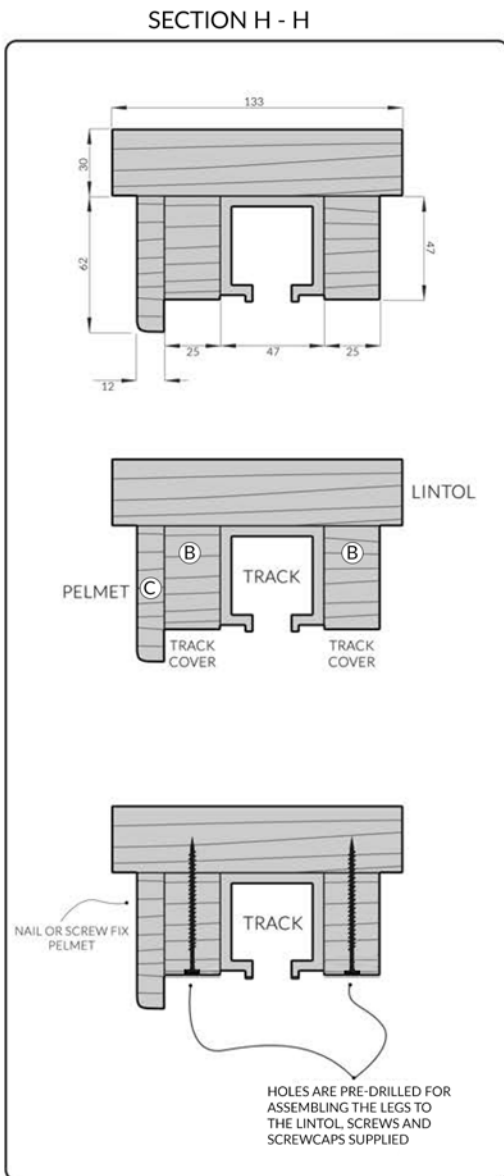 SECTION H - H
133
30
62
47
25
47
25
12
LINTOL
B
B
PELMET
C
TRACK
TRACK
COVER
TRACK
COVER
NAIL OR SCREW FIX
PELMET
TRACK
HOLES ARE PRE-DRILLED FOR
ASSEMBLING THE LEGS TO
THE LINTOL, SCREWS AND
SCREWCAPS SUPPLIED